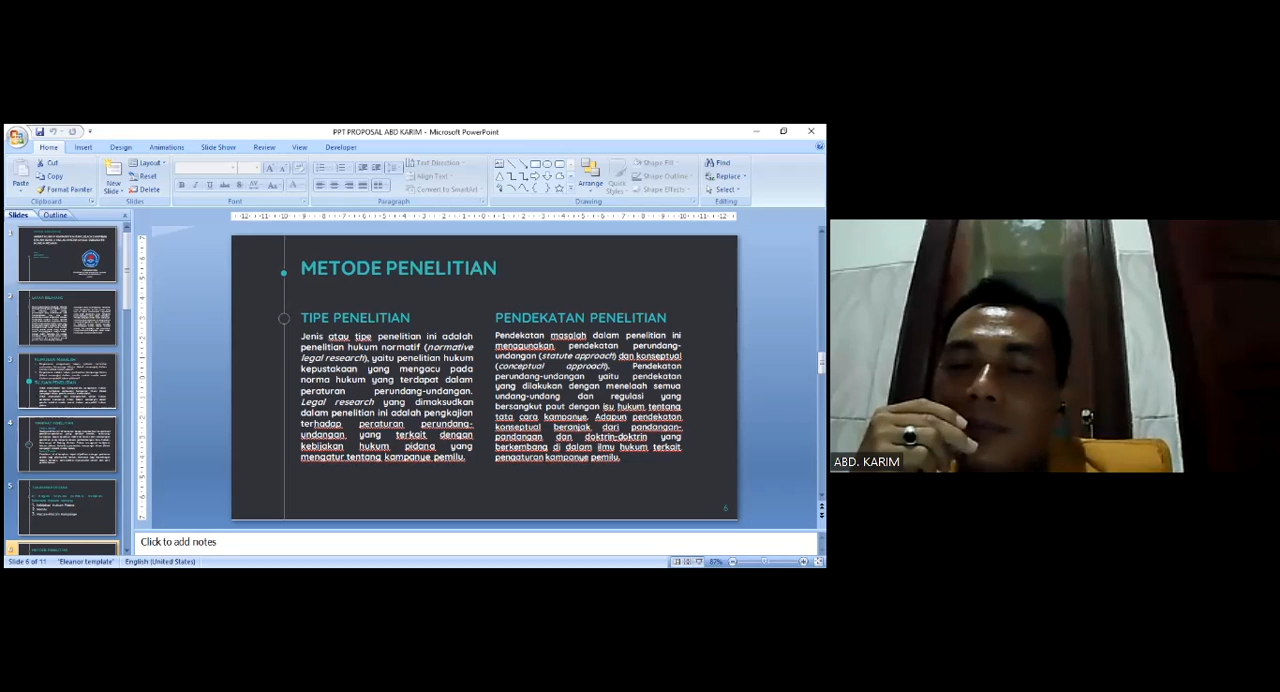 PPT PROPOSAL ABD KARIM - Microsoft PowerPoint
Home Insert Design Animations Slide Show Review View Developer
Cut
Copy
Format Painter
Paste
Clipboard
New
Slide
Layout
Reset
Delete
Slides
Font
Paragraph
Text Direction
Align Text
Convert to SmartArt
Arrange
Quick
Styles
Shape Fill
Shape Outline
Shape Effects
Drawing
Find
Replace
Select
Editing
Slides Outline
1
2
3
4
5
METODE PENELITIAN
TIPE PENELITIAN
Jenis atau tipe penelitian ini adalah
penelitian hukum normatif (normative
legal research), yaitu penelitian hukum
kepustakaan yang mengacu pada
norma hukum yang terdapat dalam
peraturan perundang-undangan.
Legal research yang dimaksudkan
dalam penelitian ini adalah pengkajian
terhadap peraturan perundang-
undangan yang terkait dengan
kebijakan hukum pidana yang
mengatur tentang kampanye pemilu.
PENDEKATAN PENELITIAN
Pendekatan masalah dalam penelitian ini
menggunakan pendekatan perundang-
undangan (statute approach) dan konseptual
(conceptual approach). Pendekatan
perundang-undangan yaitu pendekatan
yang dilakukan dengan menelaah semua
undang-undang dan regulasi yang
bersangkut paut dengan isu hukum tentang
tata cara kampanye. Adapun pendekatan
konseptual beranjak dari pandangan-
pandangan dan doktrin-doktrin yang
berkembang di dalam ilmu hukum terkait
pengaturan kampanye pemilu.
6
Click to add notes
Slide 6 of 11 "Eleanor template" English (United States) 87%
ABD. KARIM